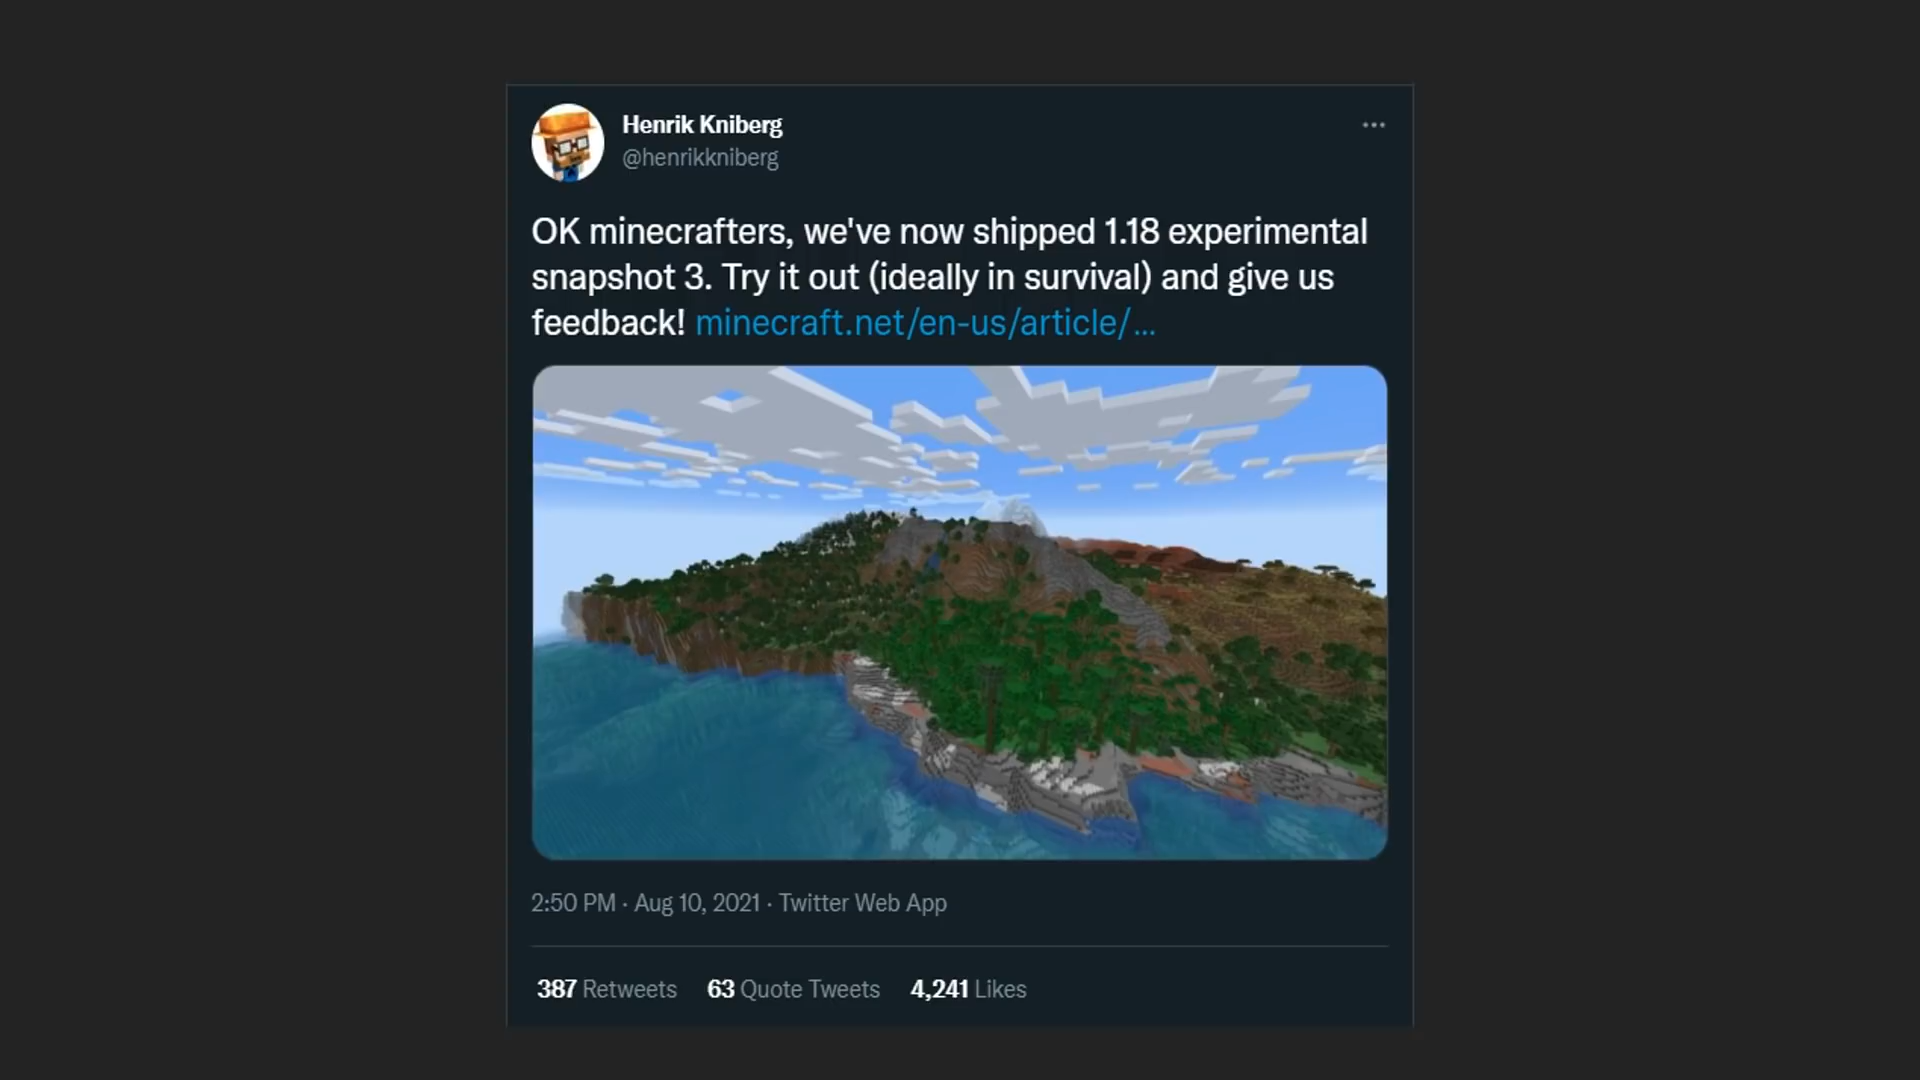 Henrik Kniberg
@henrikkniberg
OK minecrafters, we've now shipped 1.18 experimental
snapshot 3. Try it out (ideally in survival) and give us
feedback! minecraft.net/en-us/article/...
2:50 PM · Aug 10, 2021 · Twitter Web App
387 Retweets 63 Quote Tweets 4,241 Likes